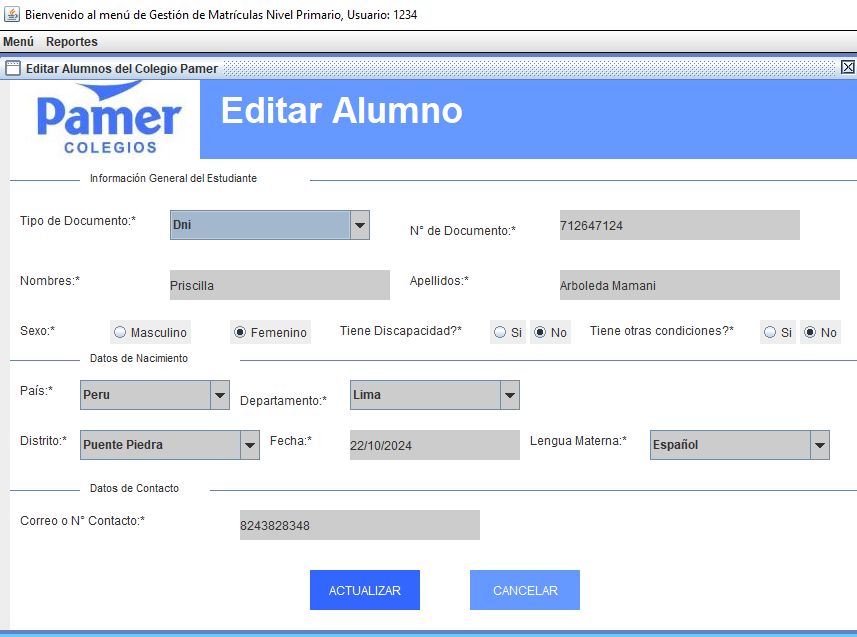 Bienvenido al menú de Gestión de Matrículas Nivel Primario, Usuario: 1234
Menú Reportes
Editar Alumnos del Colegio Pamer
Pamer
COLEGIOS
Editar Alumno
Información General del Estudiante
Tipo de Documento:* Dni N° de Documento:* 712647124
Nombres:* Priscilla Apellidos:* Arboleda Mamani
Sexo:* Masculino Femenino Tiene Discapacidad?* Si No Tiene otras condiciones?* Si No
Datos de Nacimiento
País:* Peru Departamento:* Lima
Distrito:* Puente Piedra Fecha:* 22/10/2024 Lengua Materna:* Español
Datos de Contacto
Correo o N° Contacto:* 8243828348
ACTUALIZAR CANCELAR